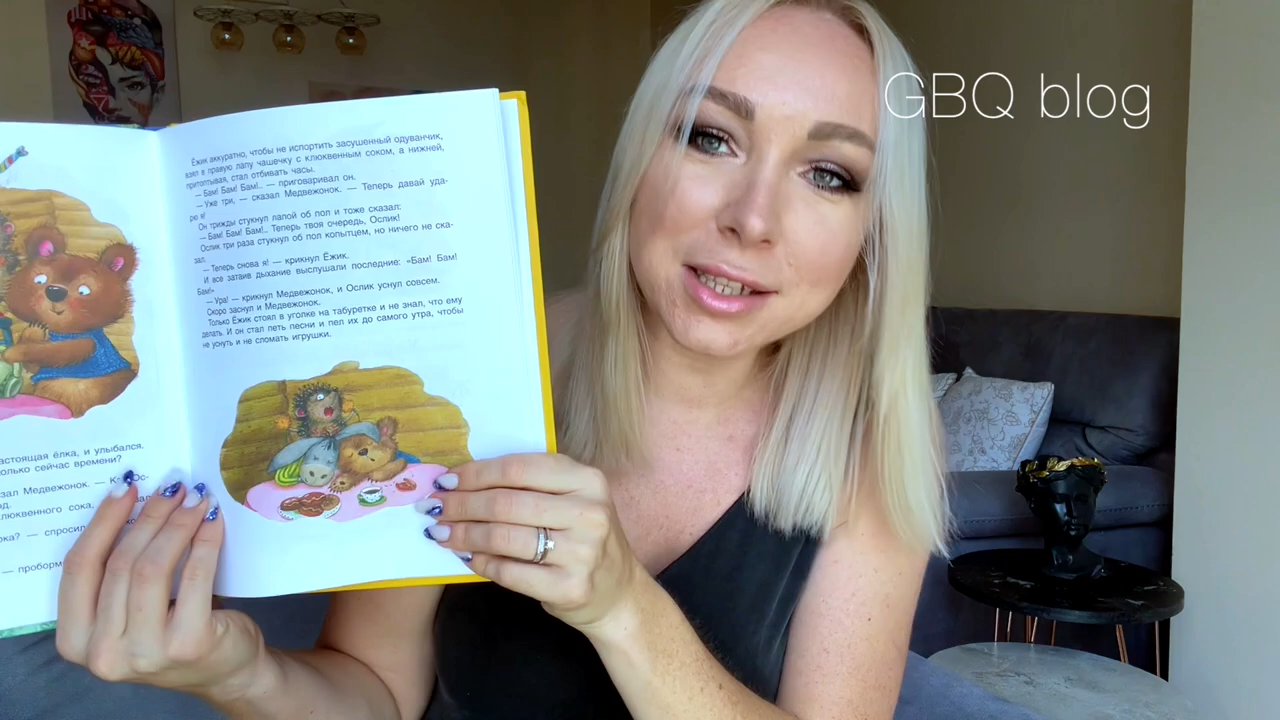 GBQ blog
Ёжик аккуратно, чтобы не испортить засушенный одуванчик,
взял в правую лапу чашечку с клюквенным соком, а нижней,
притоптывая, стал отбивать часы.
— Бам! Бам! Бам!.. — приговаривал он.
— Уже три, — сказал Медвежонок. — Теперь давай уда-
рю я!
Он трижды стукнул лапой об пол и тоже сказал:
— Бам! Бам! Бам!.. Теперь твоя очередь, Ослик!
Ослик три раза стукнул об пол копытцем, но ничего не ска-
зал.
— Теперь снова я! — крикнул Ёжик.
И все затаив дыхание выслушали последние: «Бам! Бам!
Бам!»
— Ура! — крикнул Медвежонок, и Ослик уснул совсем.
Скоро заснул и Медвежонок.
Только Ёжик стоял в уголке на табуретке и не знал, что ему
делать. И он стал петь песни и пел их до самого утра, чтобы
не уснуть и не сломать игрушки.
настоящая ёлка, и улыбался.
сколько сейчас времени?
сказал Медвежонок. —
клюквенного сока,
— спросил
—